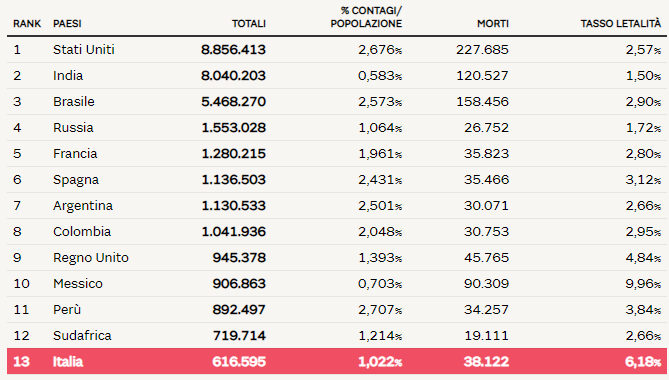 % CONTAGI/
RANK PAESI TOTALI POPOLAZIONE MORTI TASSO LETALITÀ
1 Stati Uniti 8.856.413 2,676% 227.685 2,57%
2 India 8.040.203 0,583% 120.527 1,50%
3 Brasile 5.468.270 2,573% 158.456 2,90%
4 Russia 1.553.028 1,064% 26.752 1,72%
5 Francia 1.280.215 1,961% 35.823 2,80%
6 Spagna 1.136.503 2,431% 35.466 3,12%
7 Argentina 1.130.533 2,501% 30.071 2,66%
8 Colombia 1.041.936 2,048% 30.753 2,95%
9 Regno Unito 945.378 1,393% 45.765 4,84%
10 Messico 906.863 0,703% 90.309 9,96%
11 Perù 892.497 2,707% 34.257 3,84%
12 Sudafrica 719.714 1,214% 19.111 2,66%
13 Italia 616.595 1,022% 38.122 6,18%